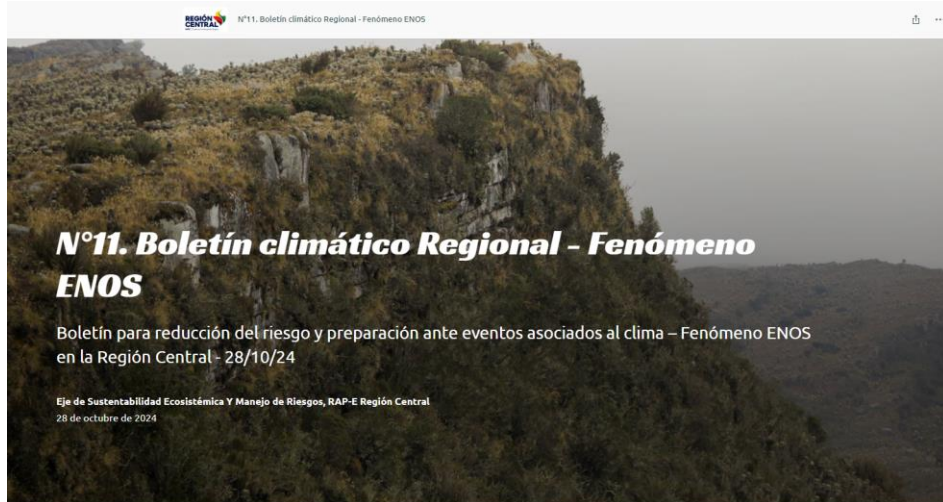 REGIÓN
CENTRAL
N°11. Boletín climático Regional - Fenómeno ENOS
N°11. Boletín climático Regional - Fenómeno
ENOS
Boletín para reducción del riesgo y preparación ante eventos asociados al clima – Fenómeno ENOS
en la Región Central - 28/10/24
Eje de Sustentabilidad Ecosistémica Y Manejo de Riesgos, RAP-E Región Central
28 de octubre de 2024